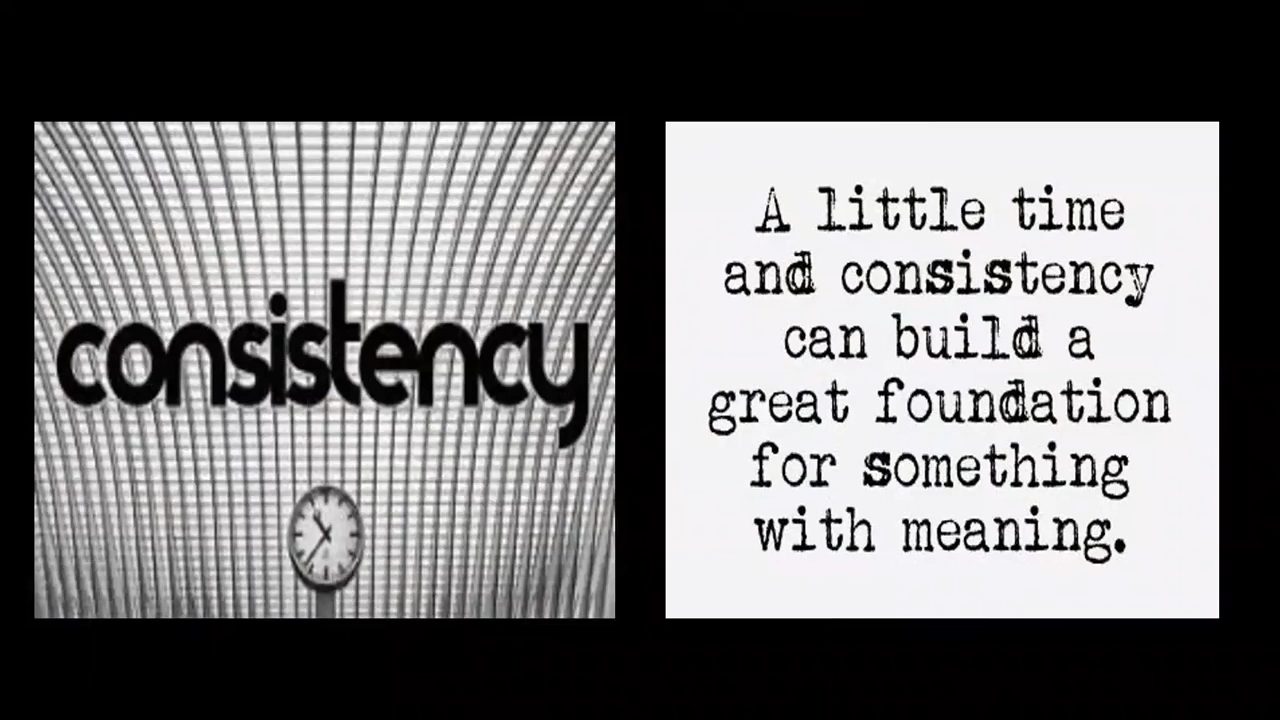 consistency
A little time
and consistency
can build a
great foundation
for something
with meaning.